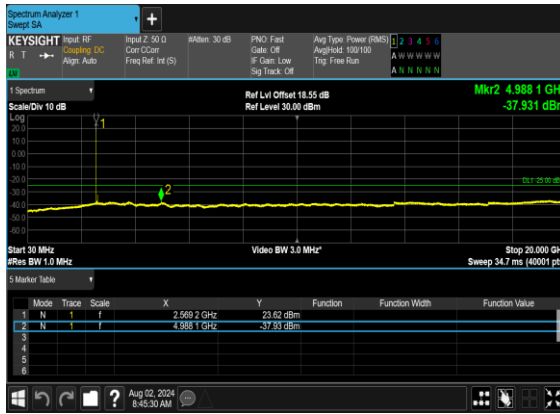 Spectrum Analyzer 1
Swept SA
+
KEYSIGHT Input: RF Input Z: 50 Ω #Atten: 30 dB PNO: Fast Avg Type: Power (RMS) 1 2 3 4 5 6
R T Coupling: DC Corr CCorr Gate: Off Avg|Hold: 100/100 A W W W W W
Align: Auto Freq Ref: Int (S) IF Gain: Low Trig: Free Run
LXI Sig Track: Off A N N N N N
1 Spectrum Ref Lvl Offset 18.55 dB Mkr2 4.988 1 GH
Scale/Div 10 dB Ref Level 30.00 dBm -37.931 dB
Log
20.0
10.0
0.00
-10.0
-20.0
-30.0
-40.0
-50.0
-60.0
1
2
DL1 -25.00 dB
Start 30 MHz Video BW 3.0 MHz* Stop 20.000 GH
#Res BW 1.0 MHz Sweep 34.7 ms (40001 pt
5 Marker Table
Mode Trace Scale X Y Function Function Width Function Value
1 N 1 f 2.569 2 GHz 23.62 dBm
2 N 1 f 4.988 1 GHz -37.93 dBm
3
4
5
6
? Aug 02, 2024
8:45:30 AM